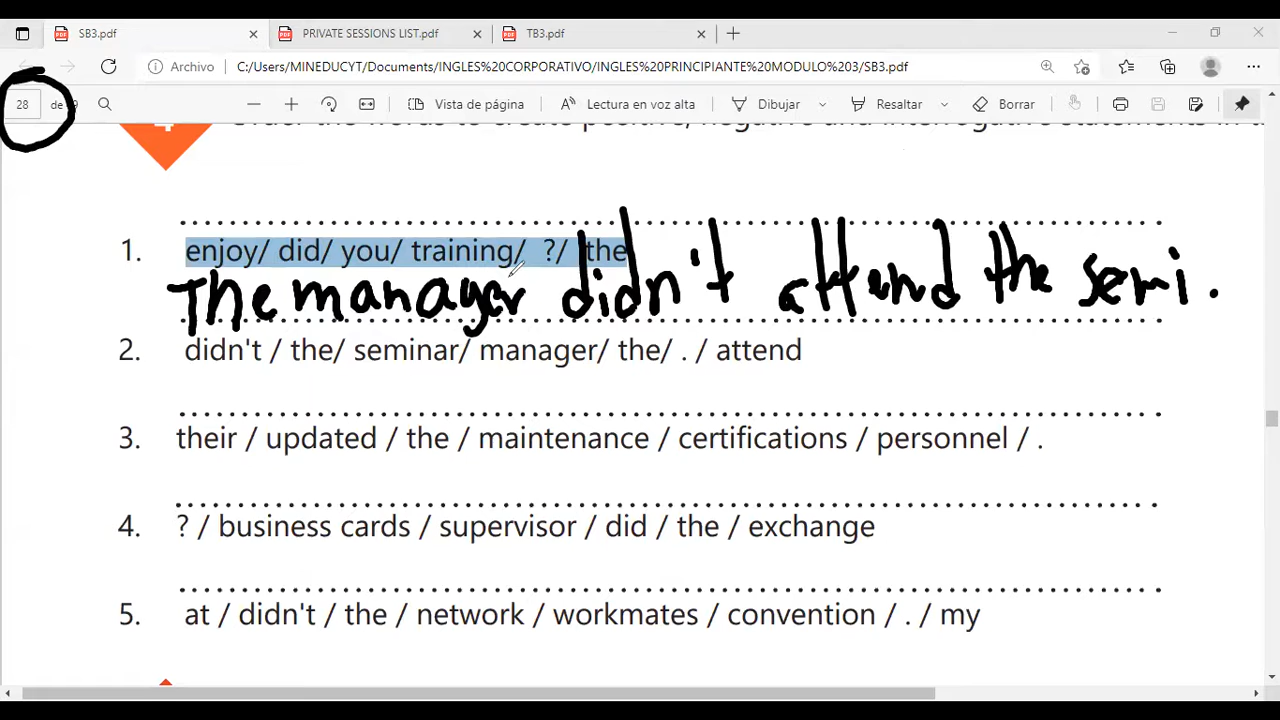 SB3.pdf
PRIVATE SESSIONS LIST.pdf
TB3.pdf
Archivo
C:/Users/MINEDUCYT/Documents/INGLES%20CORPORATIVO/INGLES%20PRINCIPIANTE%20MODULO%203/SB3.pdf
28 de
Vista de página
Lectura en voz alta
Dibujar
Resaltar
Borrar
1. enjoy/ did/ you/ training/ ?/ the
The manager didn't attend the semi.
2. didn't / the/ seminar/ manager/ the/ . / attend
3. their / updated / the / maintenance / certifications / personnel / .
4. ? / business cards / supervisor / did / the / exchange
5. at / didn't / the / network / workmates / convention / . / my